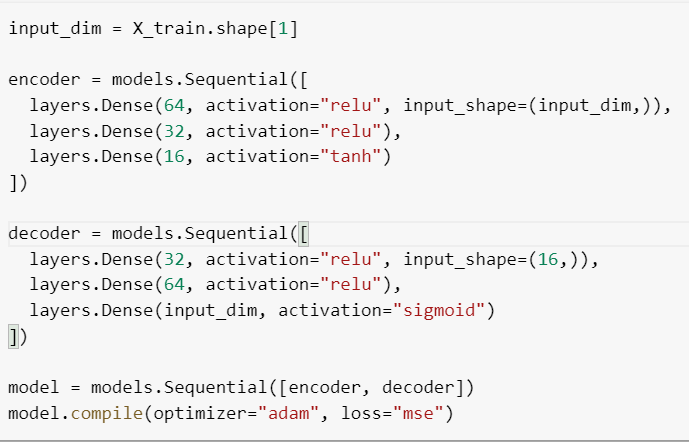 input_dim = X_train.shape[1]

encoder = models.Sequential([
  layers.Dense(64, activation="relu", input_shape=(input_dim,)),
  layers.Dense(32, activation="relu"),
  layers.Dense(16, activation="tanh")
])

decoder = models.Sequential([
  layers.Dense(32, activation="relu", input_shape=(16,)),
  layers.Dense(64, activation="relu"),
  layers.Dense(input_dim, activation="sigmoid")
])

model = models.Sequential([encoder, decoder])
model.compile(optimizer="adam", loss="mse")